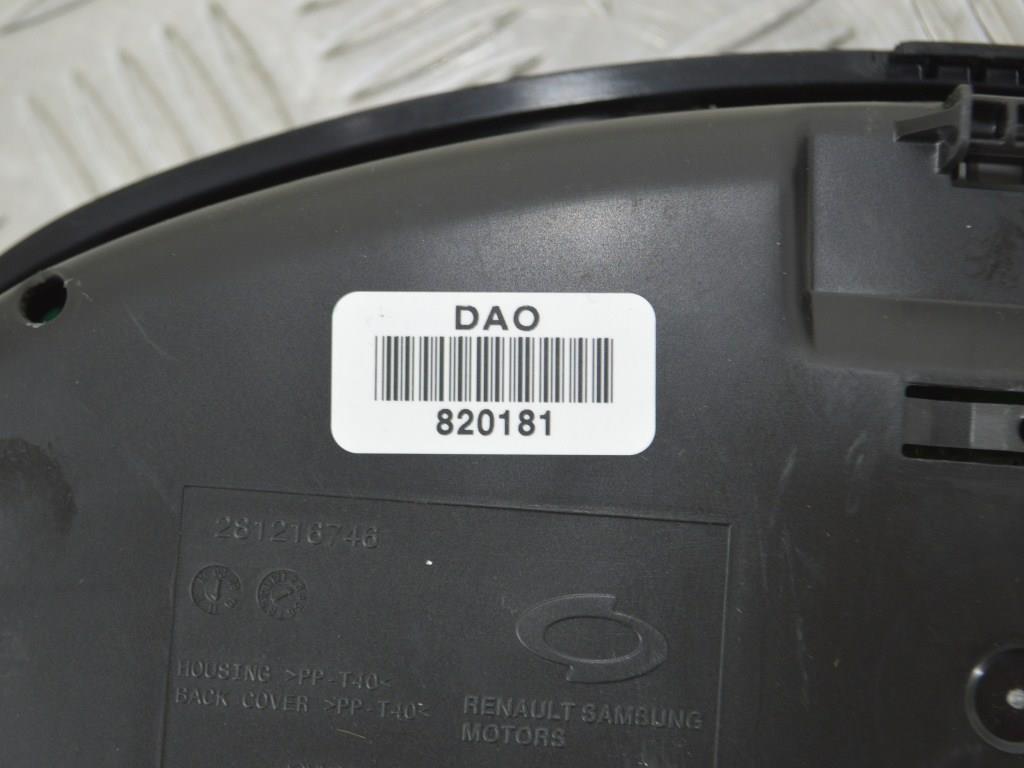 DAO
820181
281216746
HOUSING >PP-T40<
BACK COVER >PP-T40<
RENAULT SAMSUNG
MOTORS